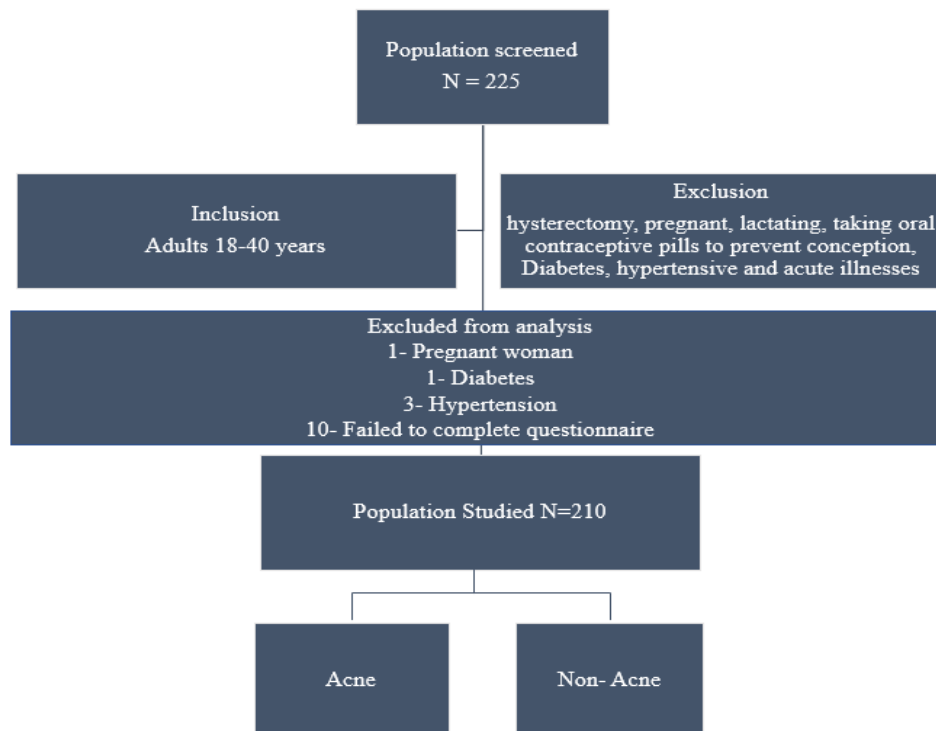 Population screened
N = 225
Inclusion
Adults 18-40 years
Exclusion
hysterectomy, pregnant, lactating, taking oral
contraceptive pills to prevent conception,
Diabetes, hypertensive and acute illnesses
Excluded from analysis
1- Pregnant woman
1- Diabetes
3- Hypertension
10- Failed to complete questionnaire
Population Studied N=210
Acne
Non- Acne